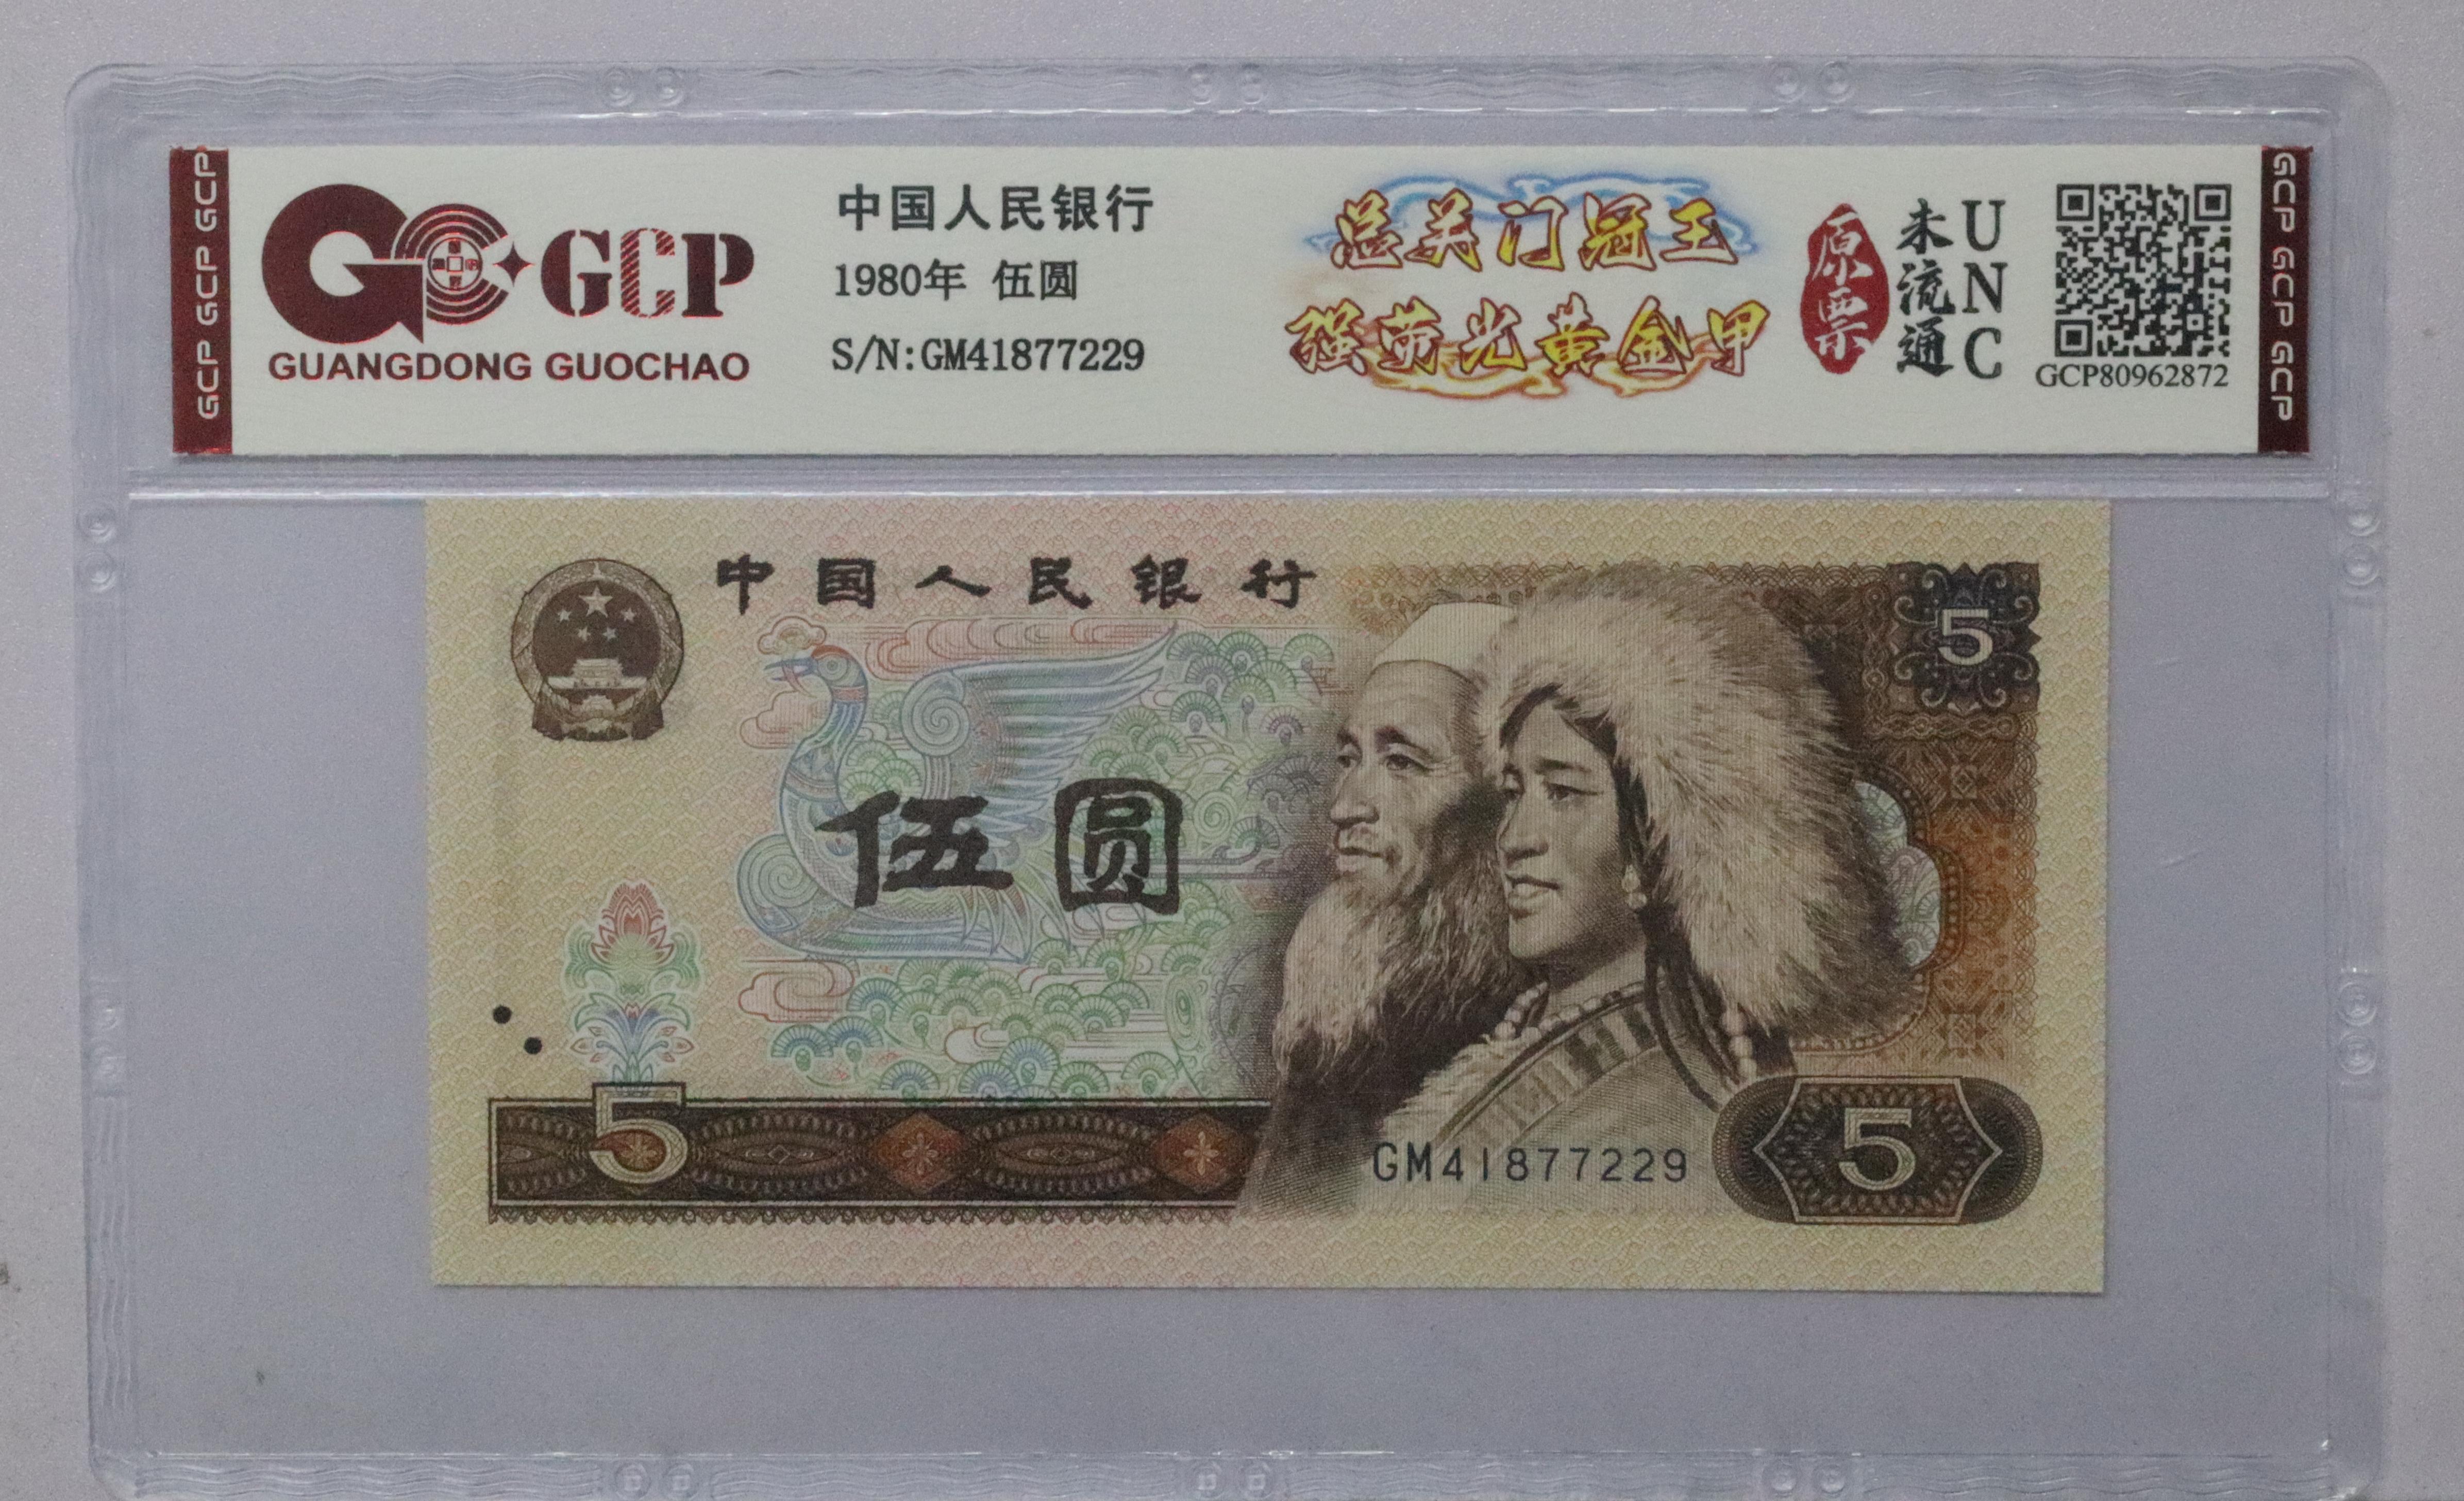 GCP GCP GCP
GCP
GUANGDONG GUOCHAO
中国人民银行
1980年 伍圆
S/N:GM41877229
总关门冠王
强荧光黄金甲
原票
未流通
UNC
GCP80962872
GCP GCP GCP
中国人民银行
5
伍圆
5
GM41877229
5